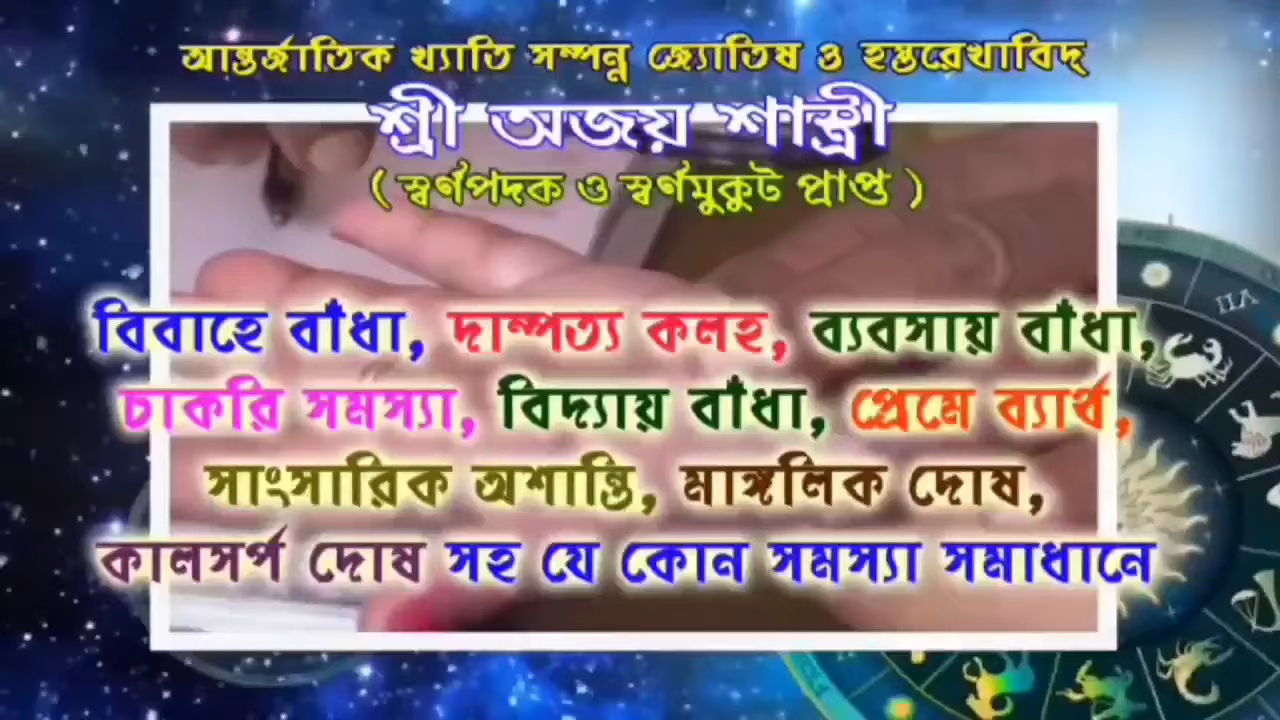 আন্তর্জাতিক খ্যাতি সম্পন্ন জ্যোতিষ ও হস্তরেখাবিদ্
শ্রী অজয় শাস্ত্রী
( স্বর্ণপদক ও স্বর্ণমুকুট প্রাপ্ত )
বিবাহে বাঁধা, দাম্পত্য কলহ, ব্যবসায় বাঁধা,
চাকরি সমস্যা, বিদ্যায় বাঁধা, প্রেমে ব্যার্থ,
সাংসারিক অশান্তি, মাঙ্গলিক দোষ,
কালসর্প দোষ সহ যে কোন সমস্যা সমাধানে